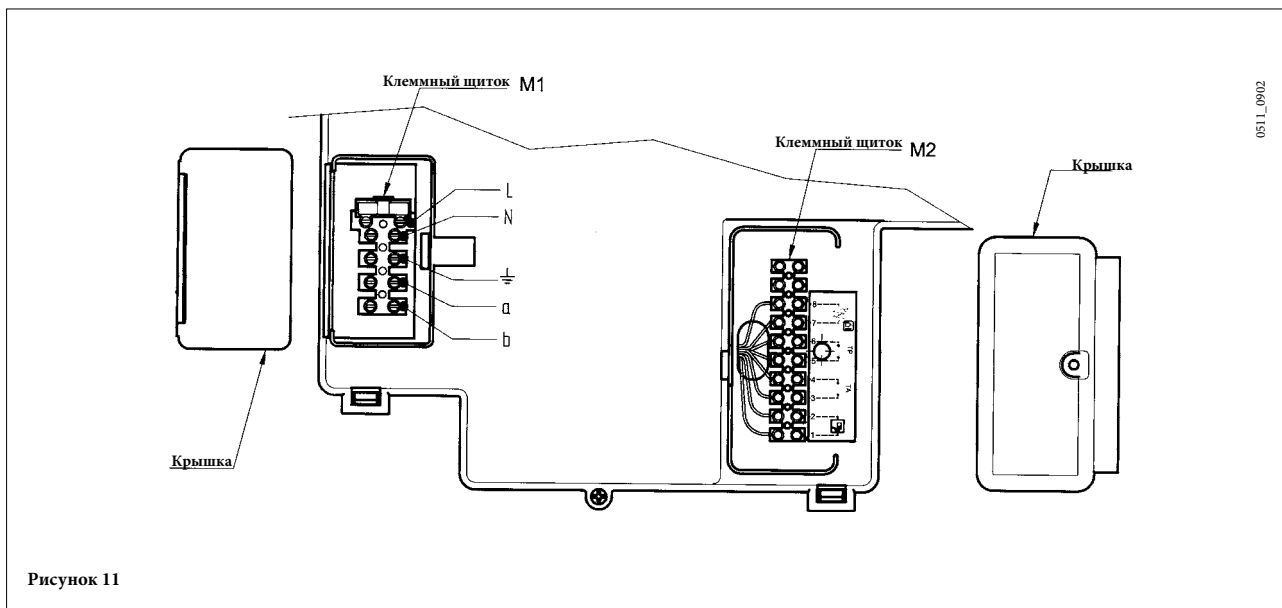 Клеммный щиток M1
0511_0902
Клеммный щиток M2
Крышка
L
N
a
b
8
7
6
5
4
3
2
1
TP
TA
Крышка
Рисунок 11